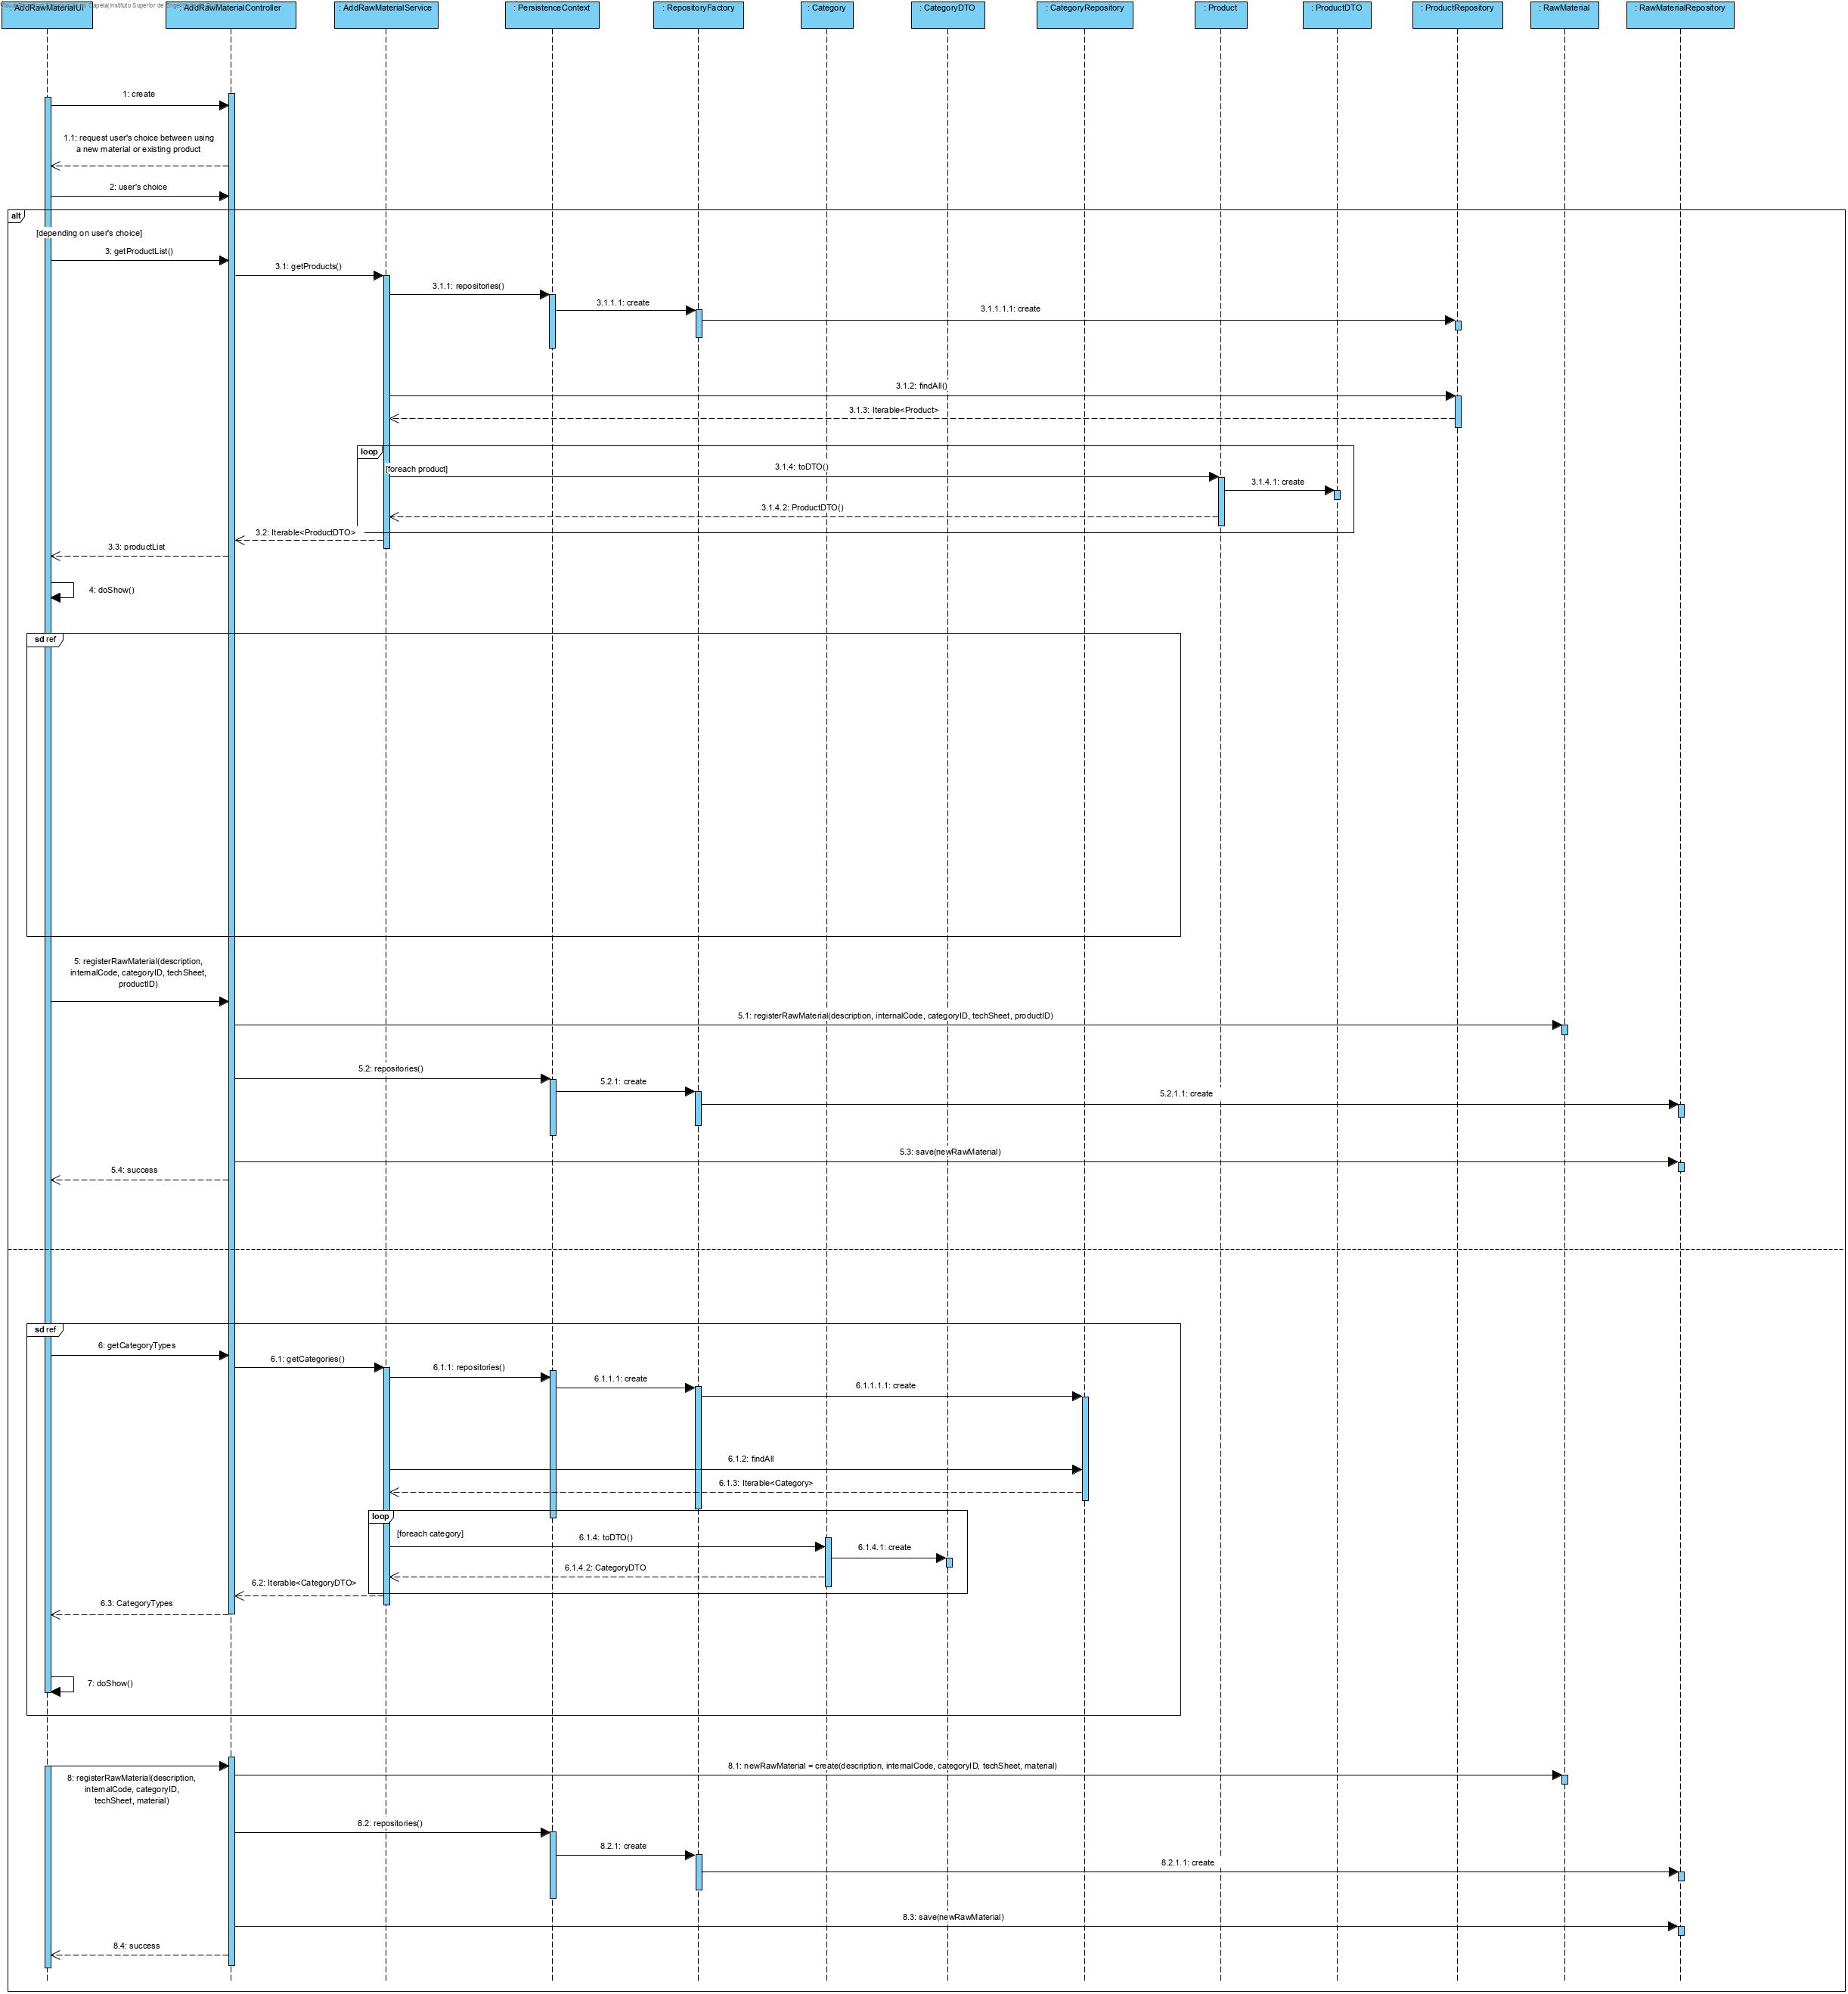 : AddRawMaterialUI
: AddRawMaterialController
: AddRawMaterialService
: PersistenceContext
: RepositoryFactory
: Category
: CategoryDTO
: CategoryRepository
: Product
: ProductDTO
: ProductRepository
: RawMaterial
: RawMaterialRepository
1: create
1.1: request user's choice between using
a new material or existing product
2: user's choice
alt
[depending on user's choice]
3: getProductList()
3.1: getProducts()
3.1.1: repositories()
3.1.1.1: create
3.1.1.1.1: create
3.1.2: findAll()
3.1.3: Iterable<Product>
loop
[foreach product]
3.1.4: toDTO()
3.1.4.1: create
3.1.4.2: ProductDTO()
3.2: Iterable<ProductDTO>
3.3: productList
4: doShow()
sd ref
5: registerRawMaterial(description,
internalCode, categoryID, techSheet,
productID)
5.1: registerRawMaterial(description, internalCode, categoryID, techSheet, productID)
5.2: repositories()
5.2.1: create
5.2.1.1: create
5.3: save(newRawMaterial)
5.4: success
sd ref
6: getCategoryTypes
6.1: getCategories()
6.1.1: repositories()
6.1.1.1: create
6.1.1.1.1: create
6.1.2: findAll
6.1.3: Iterable<Category>
loop
[foreach category]
6.1.4: toDTO()
6.1.4.1: create
6.1.4.2: CategoryDTO
6.2: Iterable<CategoryDTO>
6.3: CategoryTypes
7: doShow()
8: registerRawMaterial(description,
internalCode, categoryID,
techSheet, material)
8.1: newRawMaterial = create(description, internalCode, categoryID, techSheet, material)
8.2: repositories()
8.2.1: create
8.2.1.1: create
8.3: save(newRawMaterial)
8.4: success